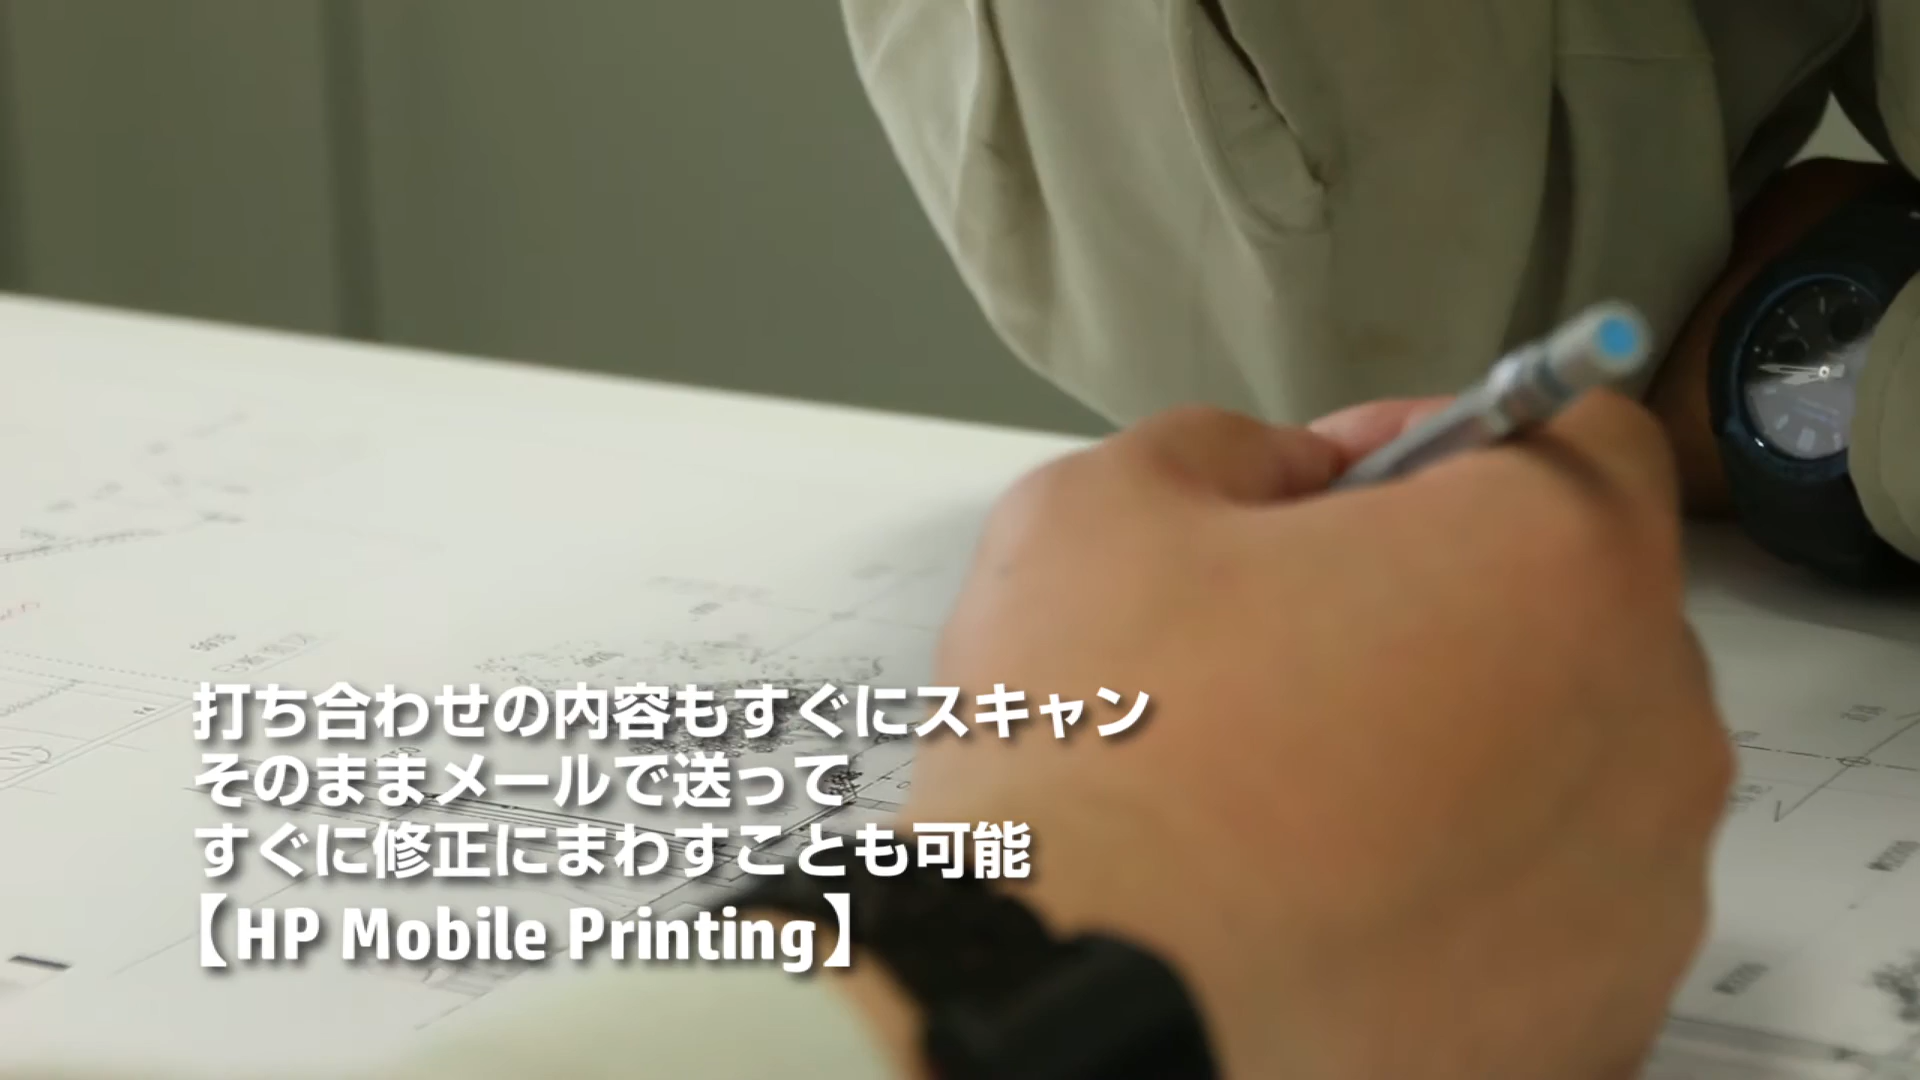 打ち合わせの内容もすぐにスキャン
そのままメールで送って
すぐに修正にまわすことも可能
【HP Mobile Printing】